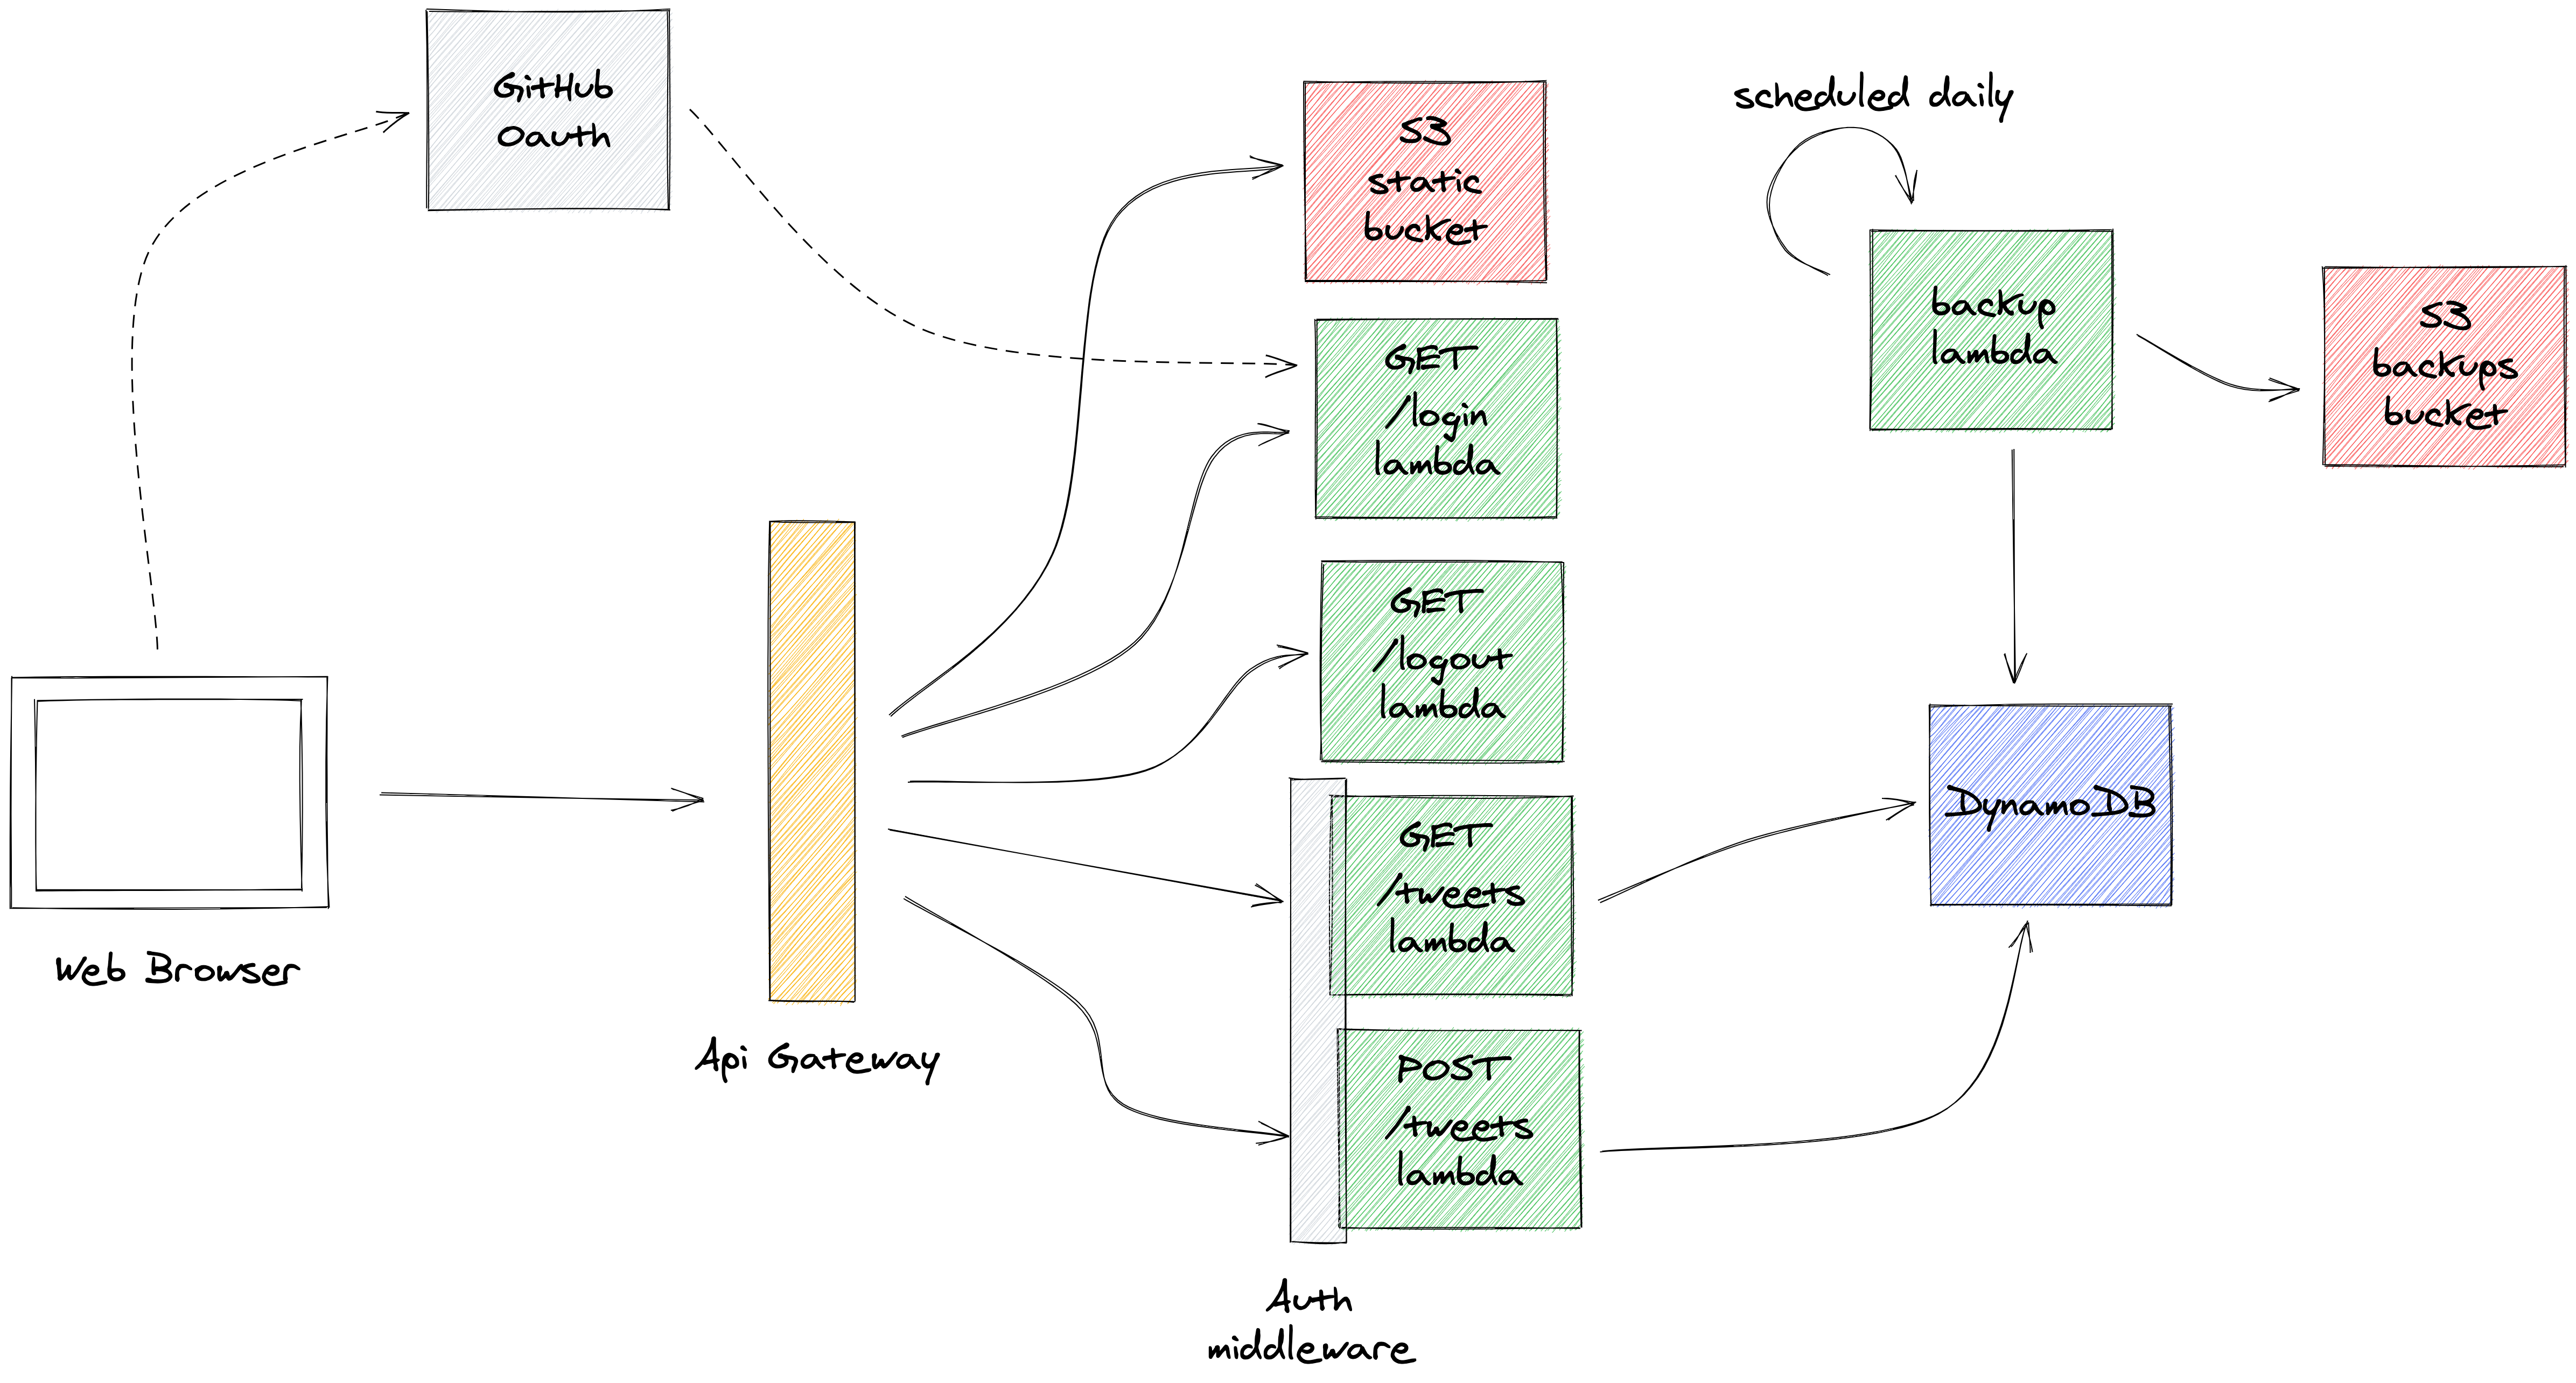 GitHub
Oauth
S3
static
bucket
scheduled daily
backup
lambda
S3
backups
bucket
GET
/login
lambda
GET
/logout
lambda
GET
/tweets
lambda
DynamoDB
Web Browser
Api Gateway
POST
/tweets
lambda
Auth
middleware